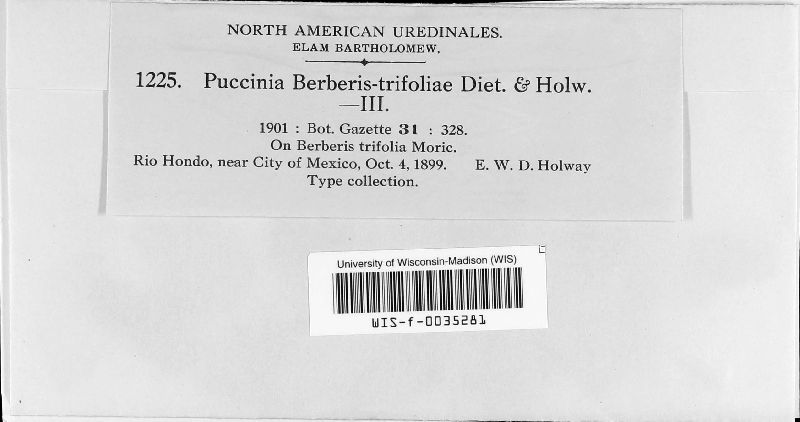 NORTH AMERICAN UREDINALES.
ELAM BARTHOLOMEW.
1225. Puccinia Berberis-trifoliae Diet. & Holw.
—III.
1901 : Bot. Gazette 31 : 328.
On Berberis trifolia Moric.
Rio Hondo, near City of Mexico, Oct. 4, 1899. E. W. D. Holway
Type collection.
University of Wisconsin-Madison (WIS)
WIS-f-0035281